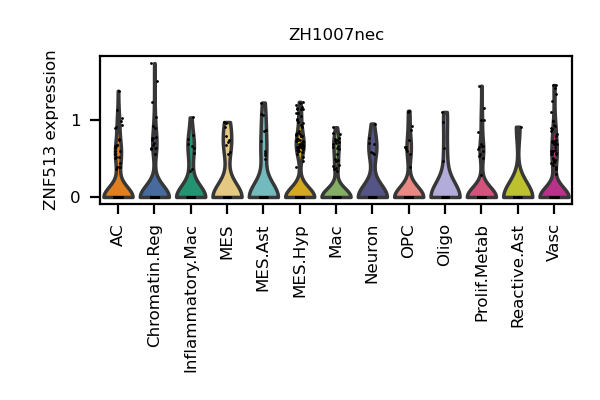 ZH1007nec
ZNF513 expression
1
0
AC
Chromatin.Reg
Inflammatory.Mac
MES
MES.Ast
MES.Hyp
Mac
Neuron
OPC
Oligo
Prolif.Metab
Reactive.Ast
Vasc